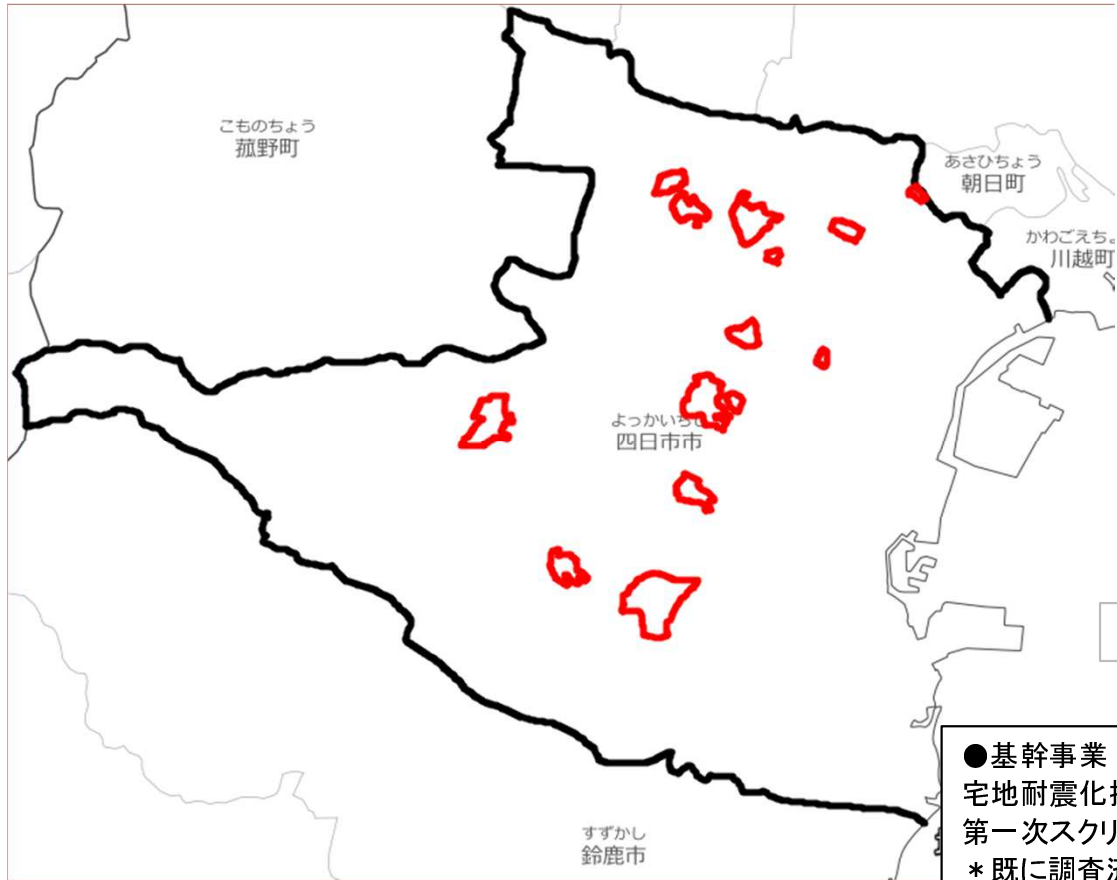 こものちょう
菰野町
あさひちょう
朝日町
かわごえちょ
川越町
よっかいちし
四日市市
すずかし
鈴鹿市
●基幹事業
宅地耐震化
第一次スクリ
＊既に調査